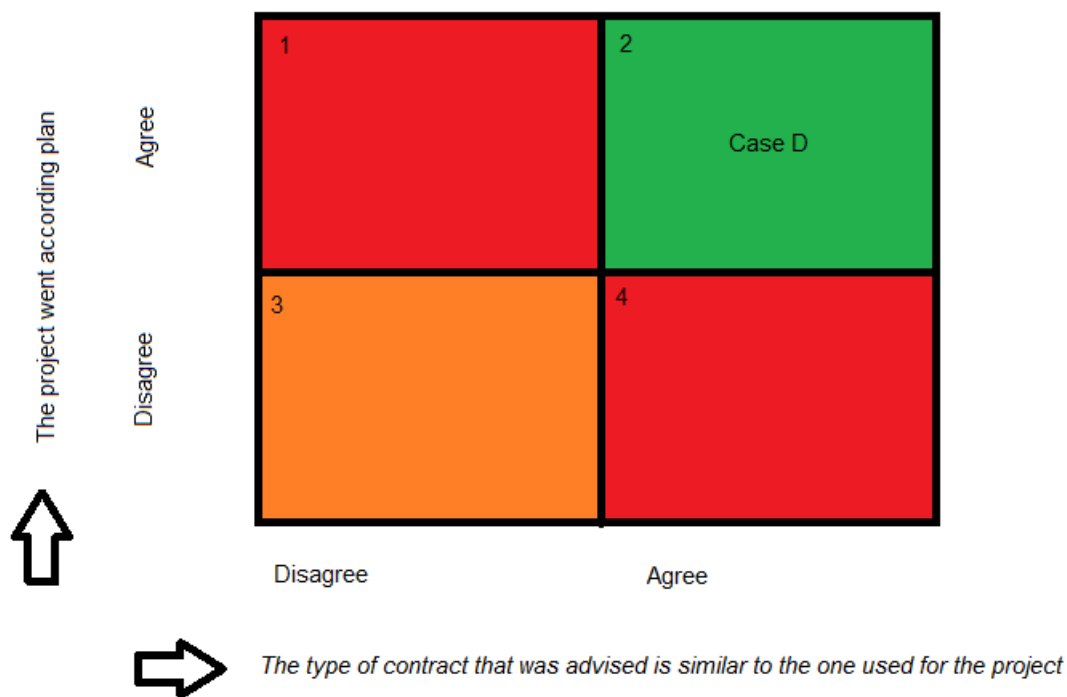 The project went according plan
Agree
Disagree
1
2
Case D
3
4
Disagree
Agree
The type of contract that was advised is similar to the one used for the project